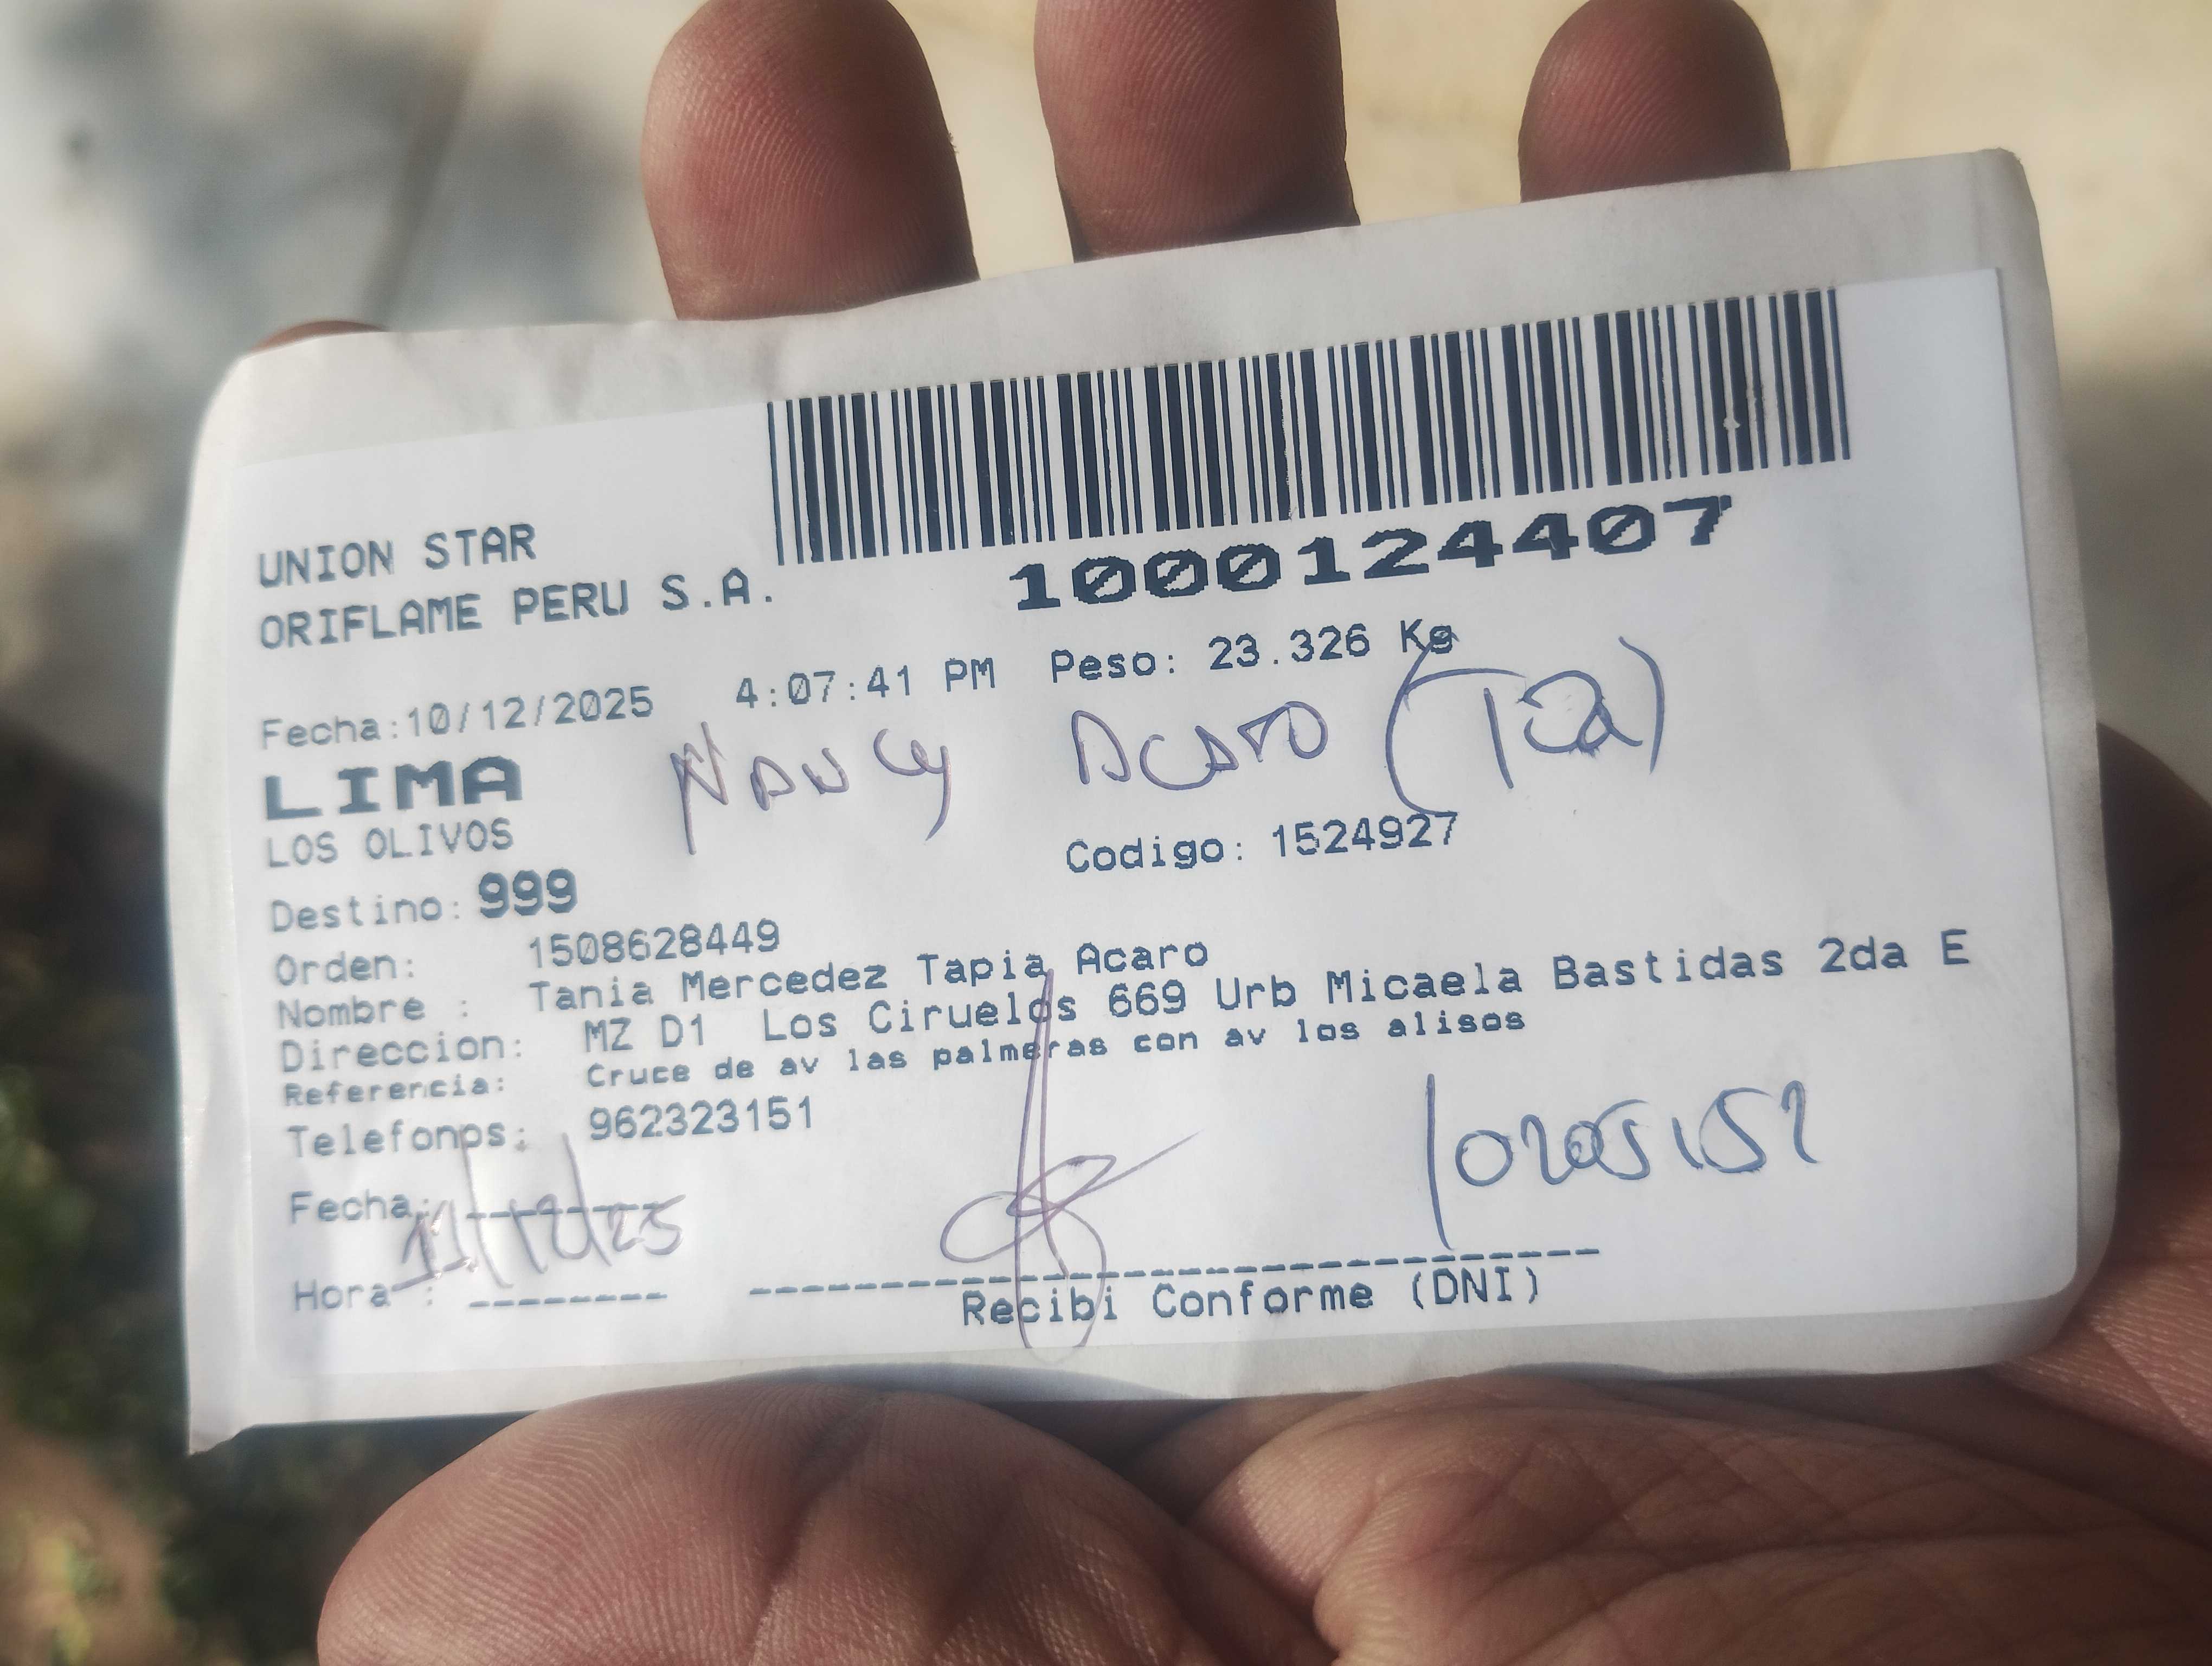 UNION STAR
ORIFLAME PERU S.A.
1000124407
Fecha:10/12/2025 4:07:41 PM Peso: 23.326 Kg
LIMA Nancy Acaro (Tia)
LOS OLIVOS
Codigo: 1524927
Destino: 999
Orden: 1508628449
Nombre : Tania Mercedez Tapia Acaro
Direccion: MZ D1 Los Ciruelos 669 Urb Micaela Bastidas 2da E
Referencia: Cruce de av las palmeras con av los alisos
Telefonos: 962323151
Fecha: 11/12/25
Hora :
Recibi Conforme (DNI)